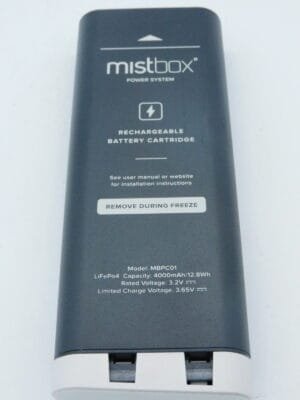 mistbox®
POWER SYSTEM
RECHARGEABLE
BATTERY CARTRIDGE
See user manual or website
for installation instructions
REMOVE DURING FREEZE
Model: MBPC01
LiFePo4 Capacity: 4000mAh/12.8Wh
Rated Voltage: 3.2V ⎓
Limited Charge Voltage: 3.65V ⎓